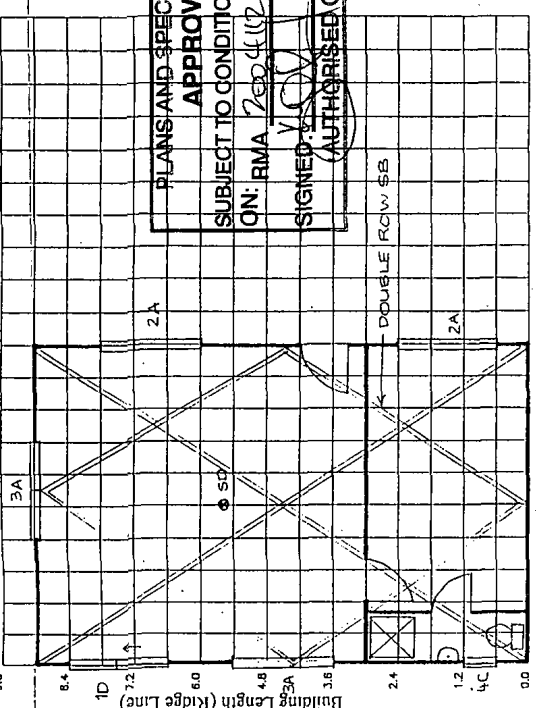 PLANS AND SPEC
APPROV
SUBJECT TO CONDITIO
ON: RMA
SIGNED:
AUTHORISED O
3A
2A
DOUBLE ROW SB
SD
2A
8.4
1D
7.2
6.0
4.8
3A
3.6
2.4
1.2
4C
0.0
Building Length (Ridge Line)